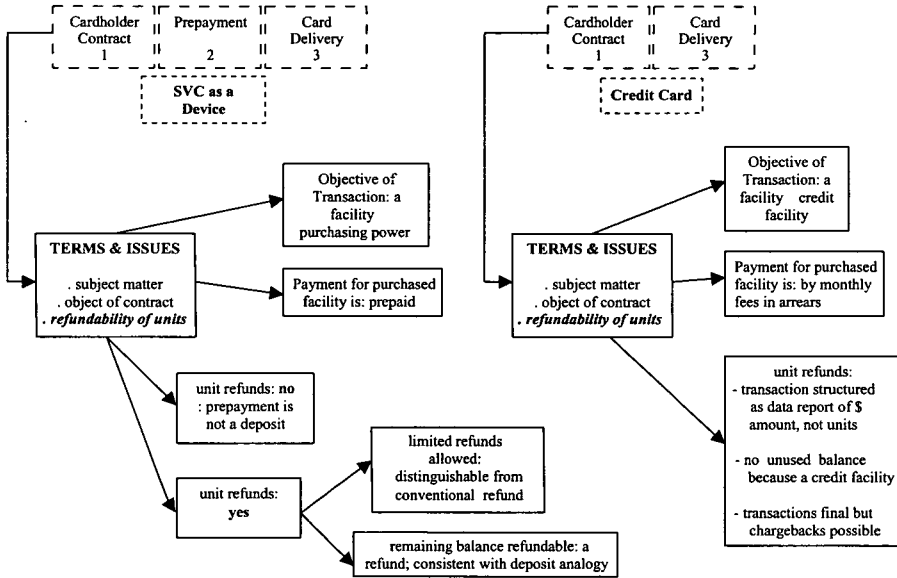 Cardholder
Contract
1
Prepayment
2
Card
Delivery
3
SVC as a
Device
Objective of
Transaction: a
facility
purchasing power
TERMS & ISSUES
. subject matter
. object of contract
. refundability of units
Payment for purchased
facility is: prepaid
unit refunds: no
: prepayment is
not a deposit
unit refunds:
yes
limited refunds
allowed:
distinguishable from
conventional refund
remaining balance refundable: a
refund; consistent with deposit analogy
Cardholder
Contract
1
Card
Delivery
3
Credit Card
Objective of
Transaction: a
facility credit
facility
TERMS & ISSUES
. subject matter
. object of contract
. refundability of units
Payment for purchased
facility is: by monthly
fees in arrears
unit refunds:
- transaction structured
as data report of $
amount, not units
- no unused balance
because a credit facility
- transactions final but
chargebacks possible